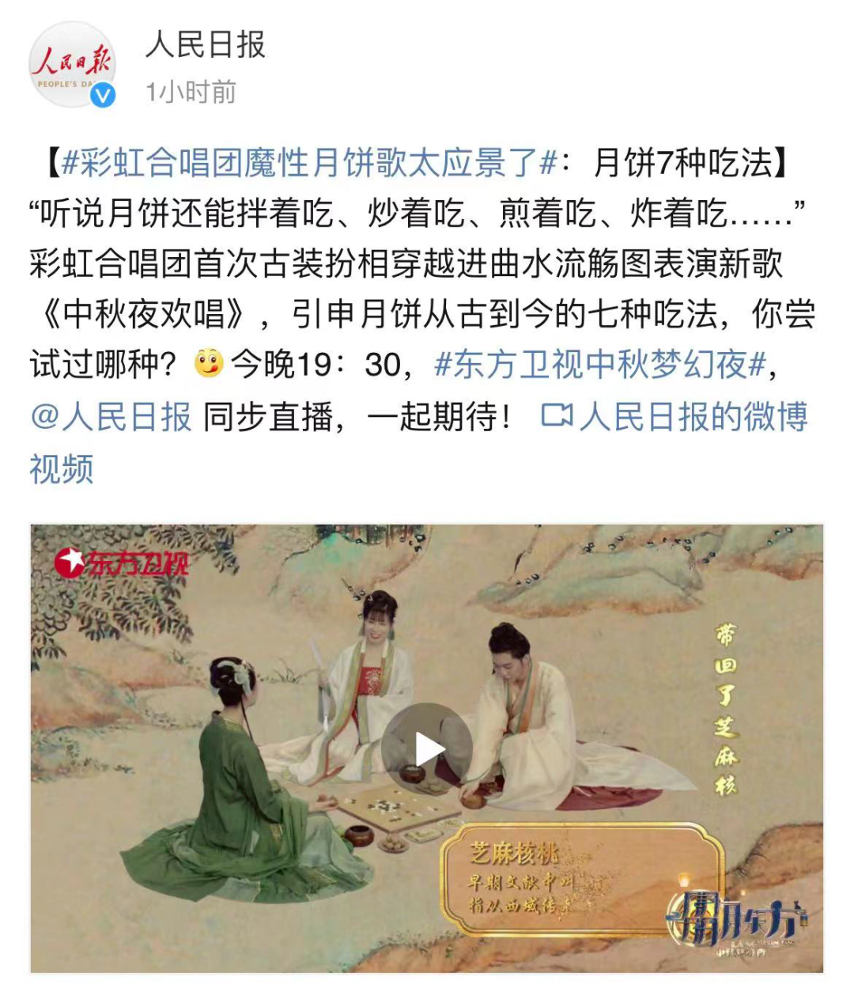 人民日报
PEOPLE'S DA
人民日报
1小时前
【#彩虹合唱团魔性月饼歌太应景了#：月饼7种吃法】
“听说月饼还能拌着吃、炒着吃、煎着吃、炸着吃……”
彩虹合唱团首次古装扮相穿越进曲水流觞图表演新歌
《中秋夜欢唱》，引申月饼从古到今的七种吃法，你尝
试过哪种？今晚19：30，#东方卫视中秋梦幻夜#，
@人民日报 同步直播，一起期待！ 人民日报的微博
视频
东方卫视
带回了芝麻核
芝麻核桃
早期文献中
指从西域传
月东方